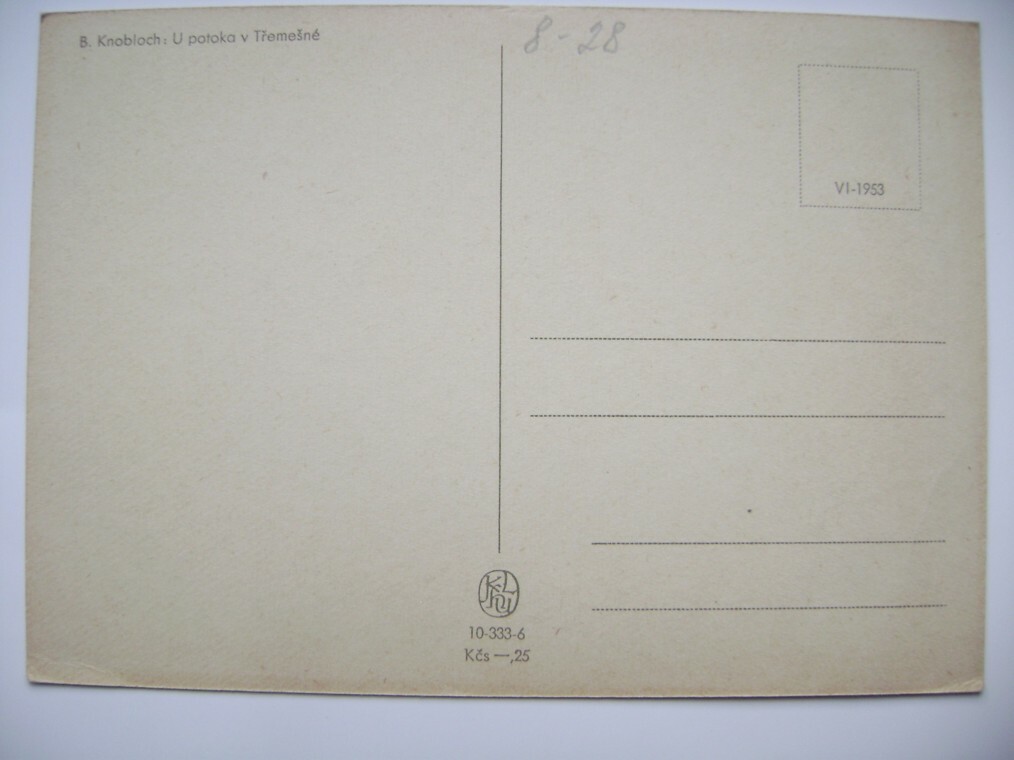 B. Knobloch: U potoka v Třemešné
8-28
VI-1953
10-333-6
Kčs —,25